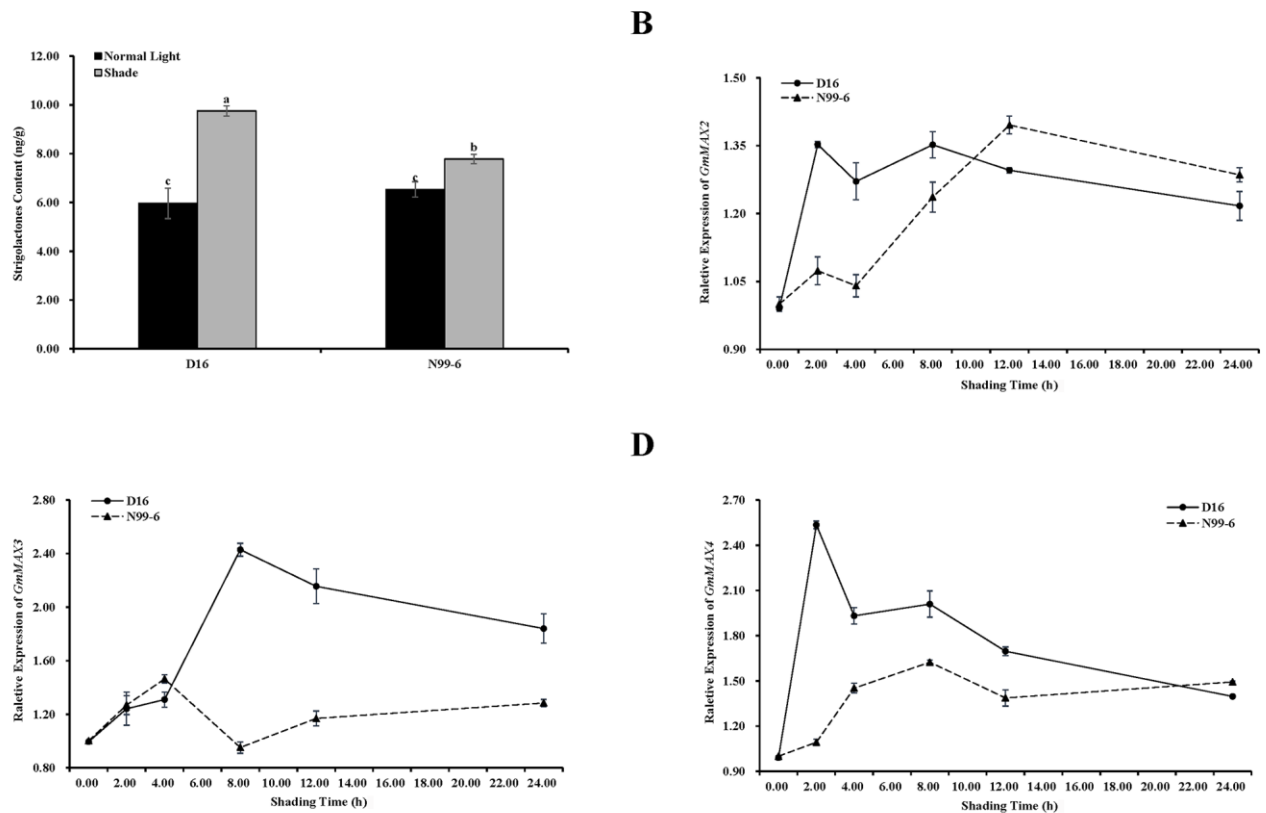 B
12.00
10.00
8.00
6.00
4.00
2.00
0.00
Strigolactones Content (ng/g)
Normal Light
Shade
c
a
c
b
D16
N99-6
1.50
1.35
1.20
1.05
0.90
Raletive Expression of GmMAX2
D16
N99-6
0.00 2.00 4.00 6.00 8.00 10.00 12.00 14.00 16.00 18.00 20.00 22.00 24.00
Shading Time (h)
D
2.80
2.40
2.00
1.60
1.20
0.80
Raletive Expression of GmMAX3
D16
N99-6
0.00 2.00 4.00 6.00 8.00 10.00 12.00 14.00 16.00 18.00 20.00 22.00 24.00
Shading Time (h)
2.70
2.40
2.10
1.80
1.50
1.20
0.90
Raletive Expression of GmMAX4
D16
N99-6
0.00 2.00 4.00 6.00 8.00 10.00 12.00 14.00 16.00 18.00 20.00 22.00 24.00
Shading Time (h)